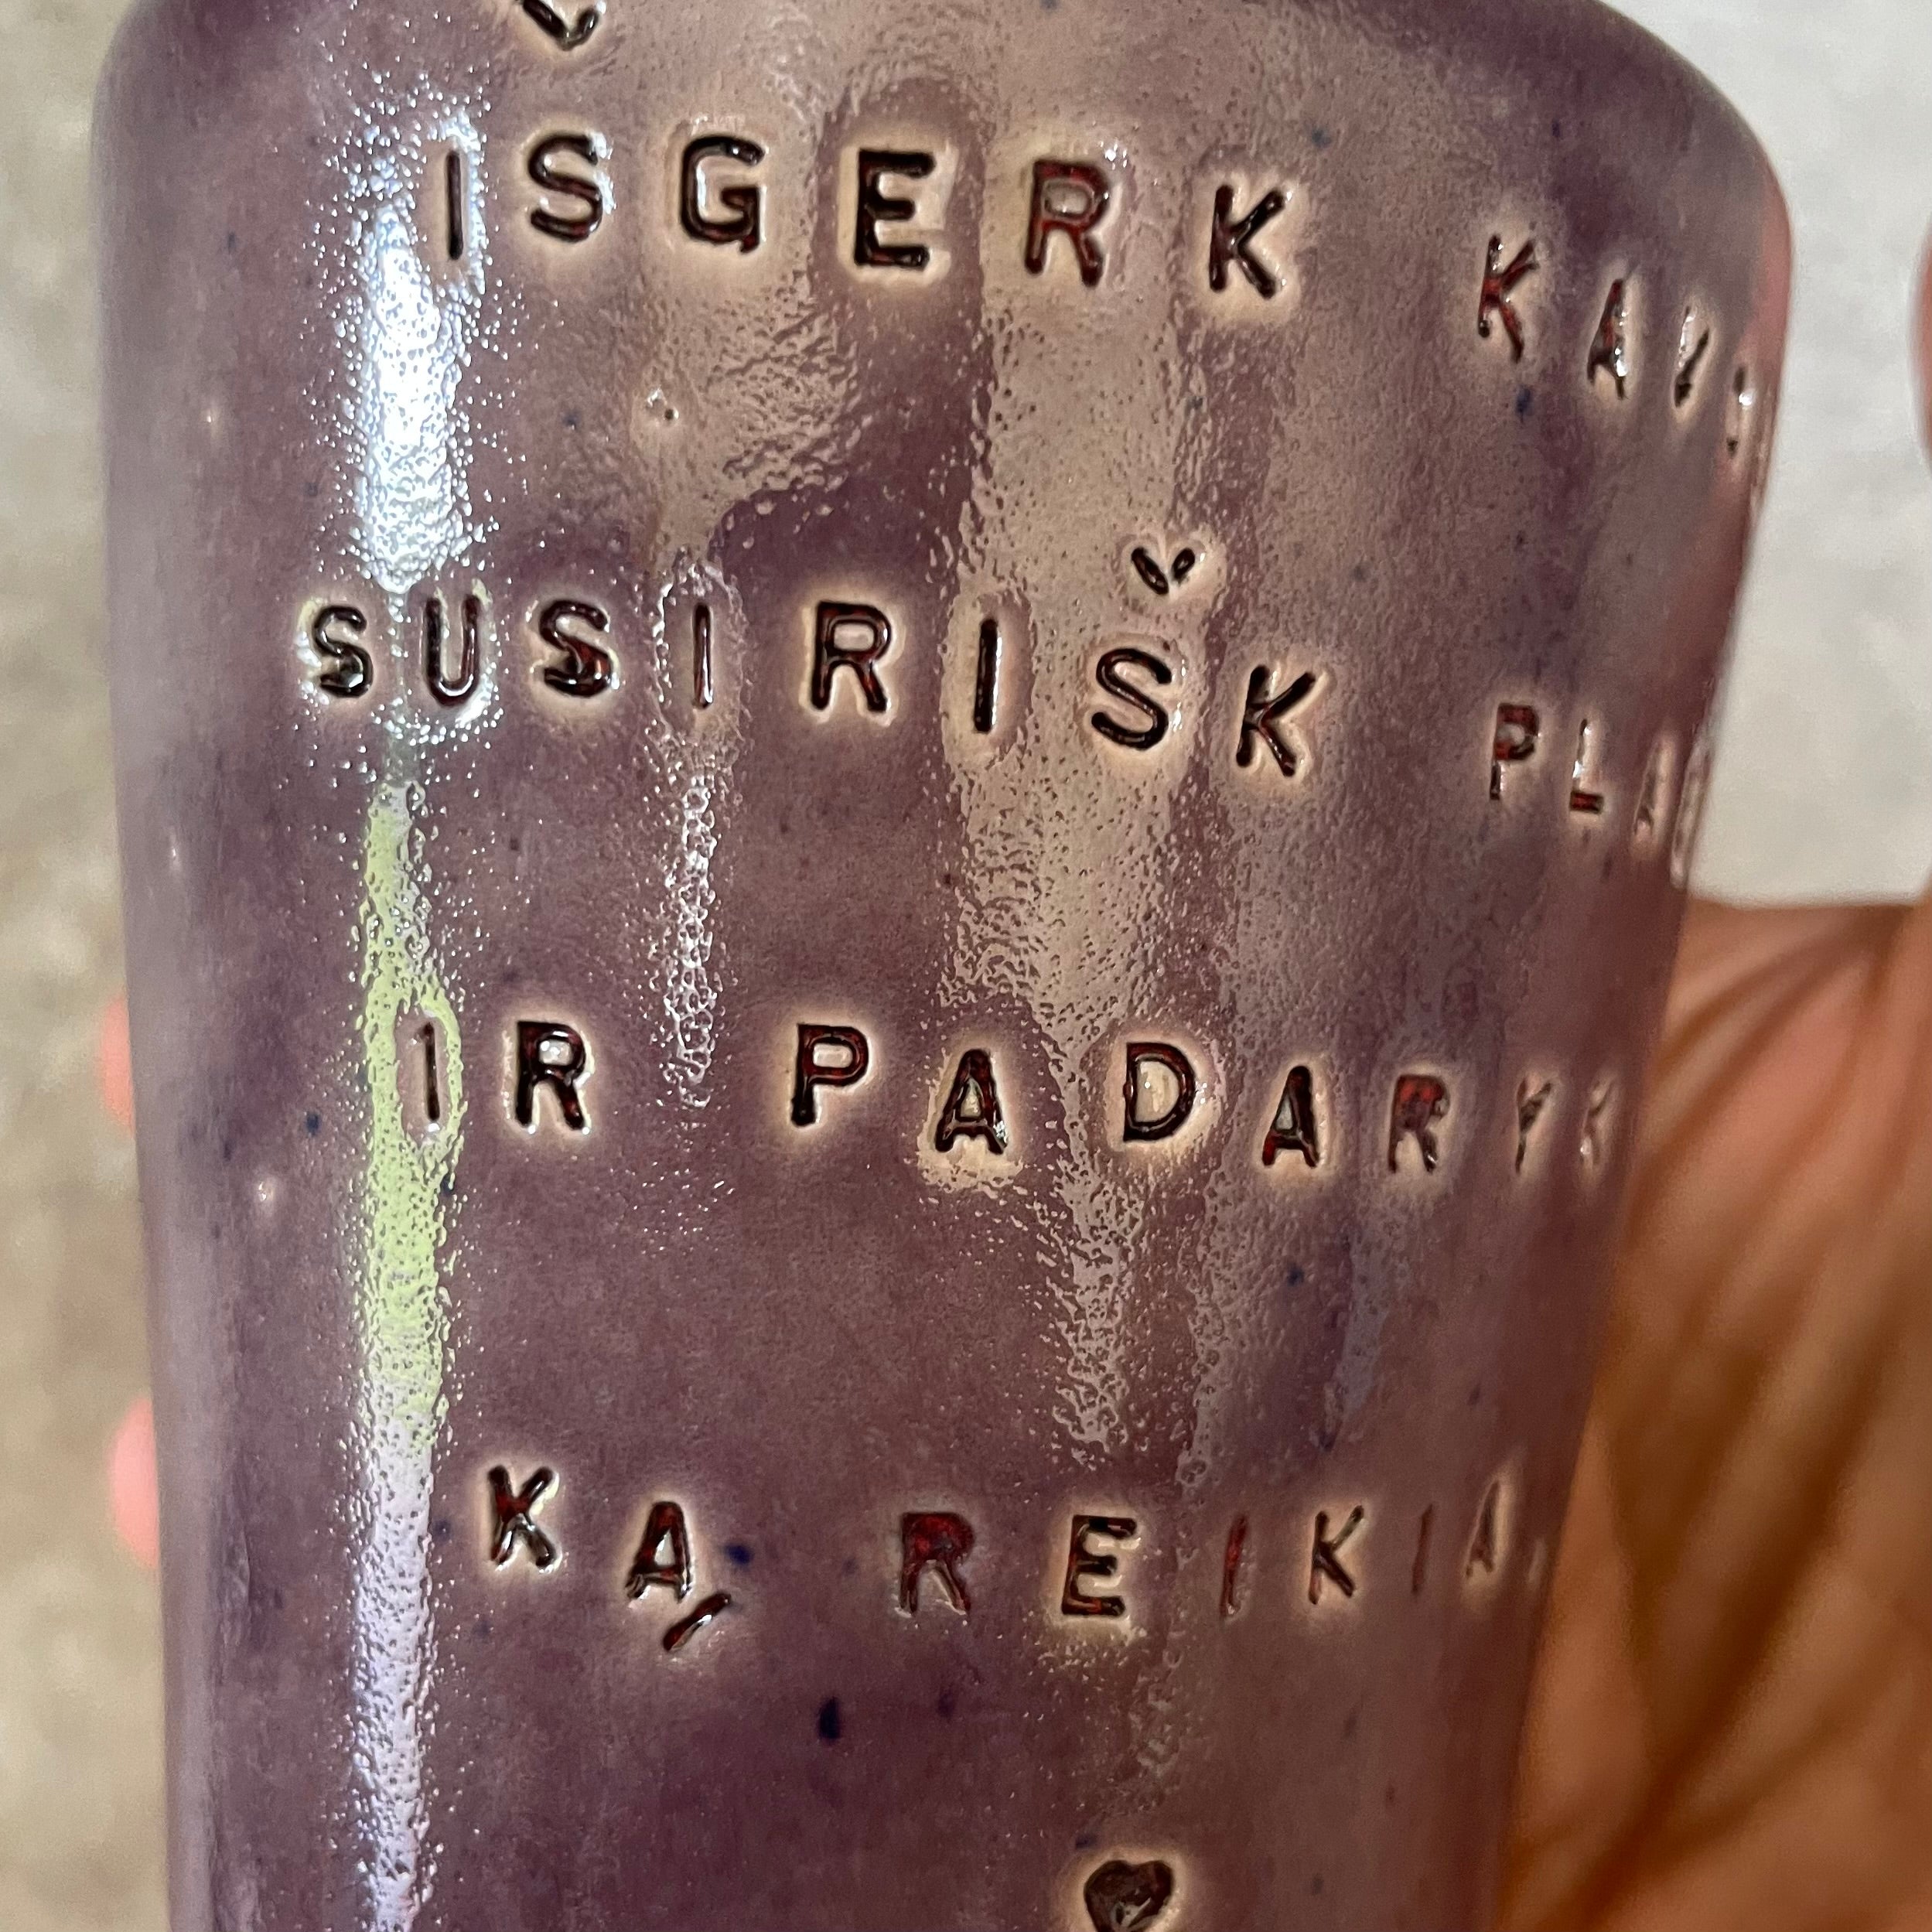 IŠGERK
SUSIRIŠK
IR PADARYK
KĄ REIKIA.